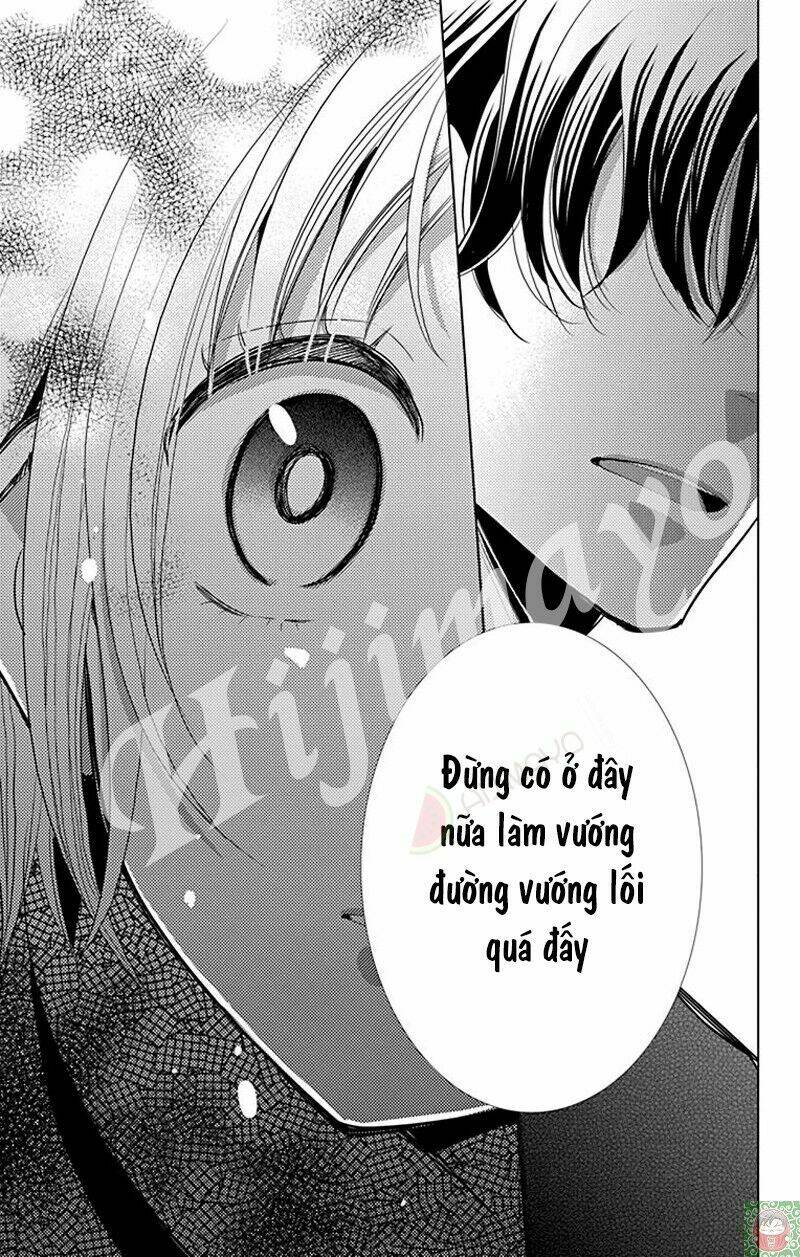 Hijimayo
Đừng có ở đây
nữa làm vướng
đường vướng lối
quá đấy